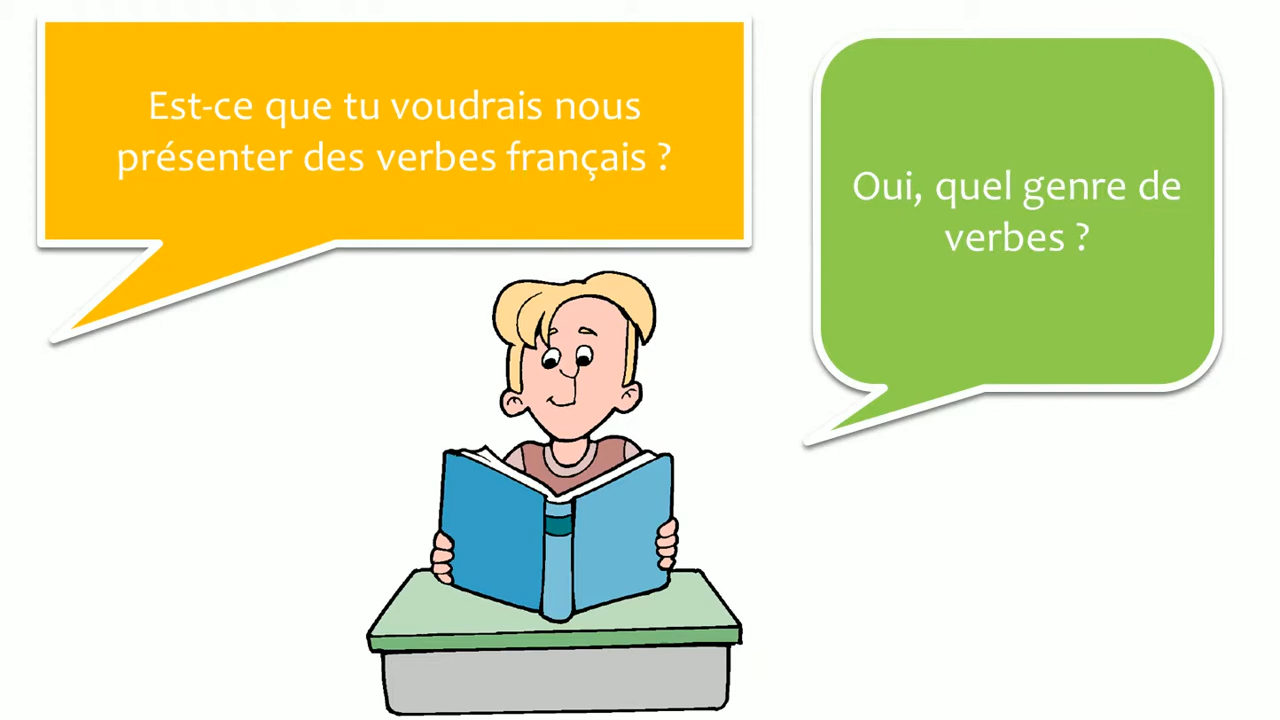 Est-ce que tu voudrais nous
présenter des verbes français ?
Oui, quel genre de
verbes ?